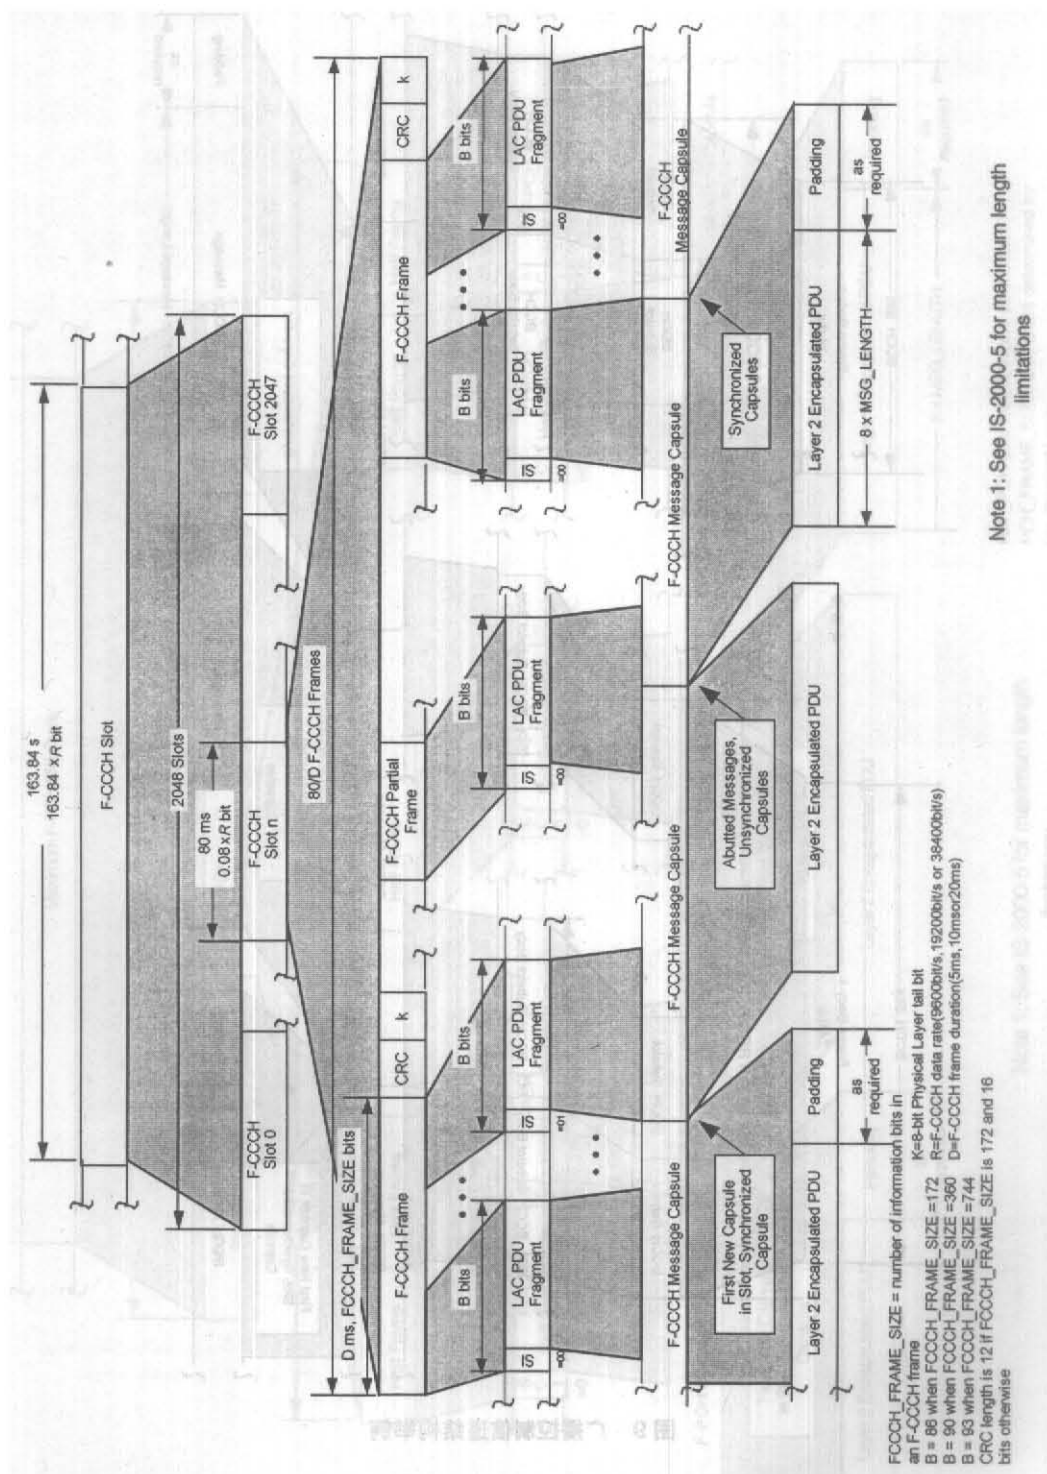 163.84 s
163.84 x R bit
F-CCCH Slot
2048 Slots
80 ms
0.08 x R bit
F-CCCH
Slot 0
F-CCCH
Slot n
F-CCCH
Slot 2047
80/D F-CCCH Frames
D ms, FCCCH_FRAME_SIZE bits
F-CCCH Frame
CRC
k
F-CCCH Partial
Frame
F-CCCH Frame
CRC
k
B bits
B bits
B bits
B bits
B bits
LAC PDU
Fragment
LAC PDU
Fragment
LAC PDU
Fragment
LAC PDU
Fragment
LAC PDU
Fragment
F-CCCH Message Capsule
F-CCCH Message Capsule
F-CCCH Message Capsule
F-CCCH
Message Capsule
First New Capsule
in Slot, Synchronized
Capsule
Abutted Messages,
Unsynchronized
Capsules
Synchronized
Capsules
Layer 2 Encapsulated PDU
Padding
Layer 2 Encapsulated PDU
Layer 2 Encapsulated PDU
Padding
as
required
8 x MSG_LENGTH
as
required
FCCCH_FRAME_SIZE = number of information bits in
an F-CCCH frame
B = 86 when FCCCH_FRAME_SIZE =172
B = 90 when FCCCH_FRAME_SIZE =360
B = 93 when FCCCH_FRAME_SIZE =744
CRC length is 12 if FCCCH_FRAME_SIZE is 172 and 16
bits otherwise
K=8-bit Physical Layer tail bit
R=F-CCCH data rate(9600bit/s,19200bit/s or 38400bit/s)
D=F-CCCH frame duration(5ms,10msor20ms)
Note 1: See IS-2000-5 for maximum length
limitations